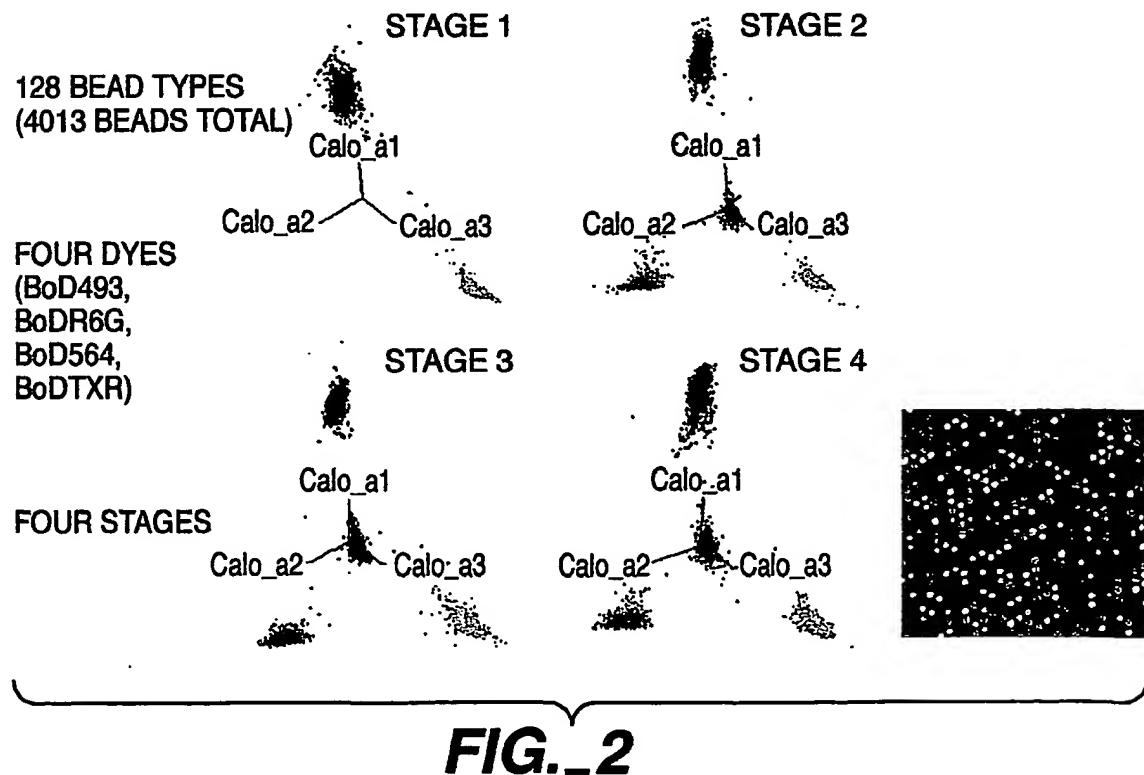 128 BEAD TYPES
(4013 BEADS TOTAL)
FOUR DYES
(BoD493,
BoDR6G,
BoD564,
BoDTXR)
FOUR STAGES
STAGE 1
Calo_a1
Calo_a2
Calo_a3
STAGE 2
Calo_a1
Calo_a2
Calo_a3
STAGE 3
Calo_a1
Calo_a2
Calo_a3
STAGE 4
Calo_a1
Calo_a2
Calo_a3
FIG._2